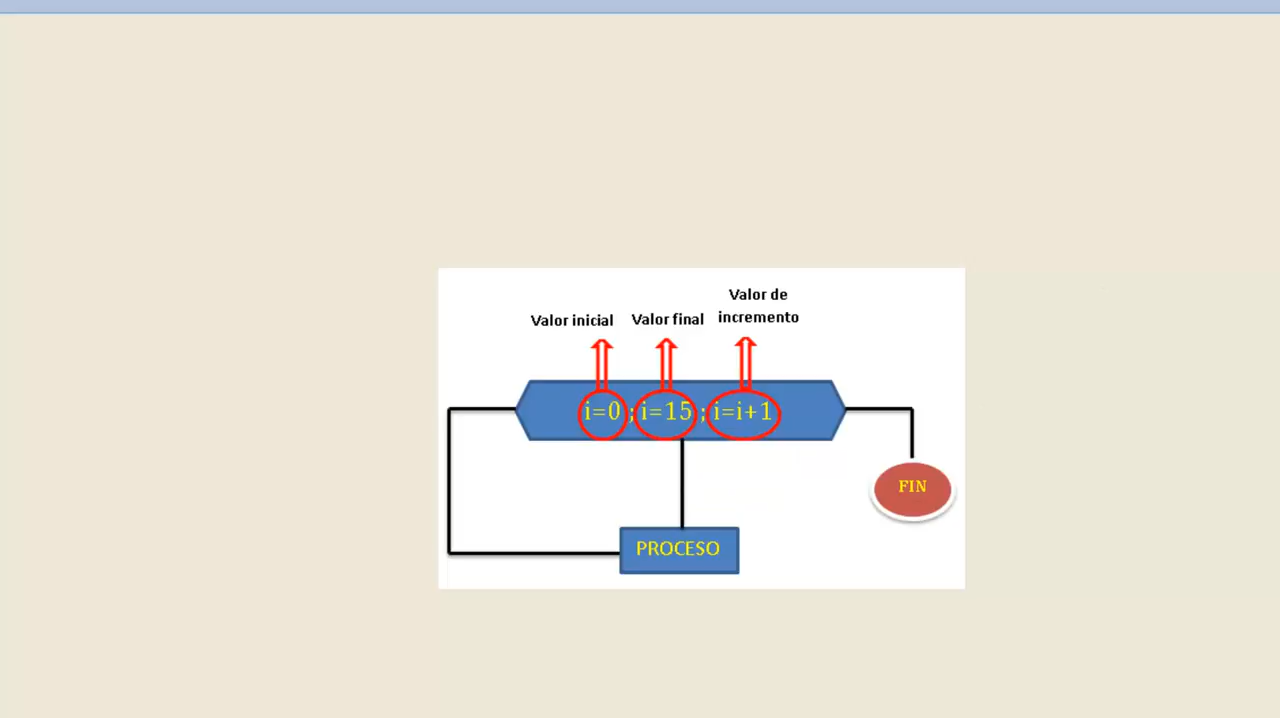 Valor de
incremento
Valor inicial
Valor final
i=0 ; i=15 ; i=i+1
FIN
PROCESO